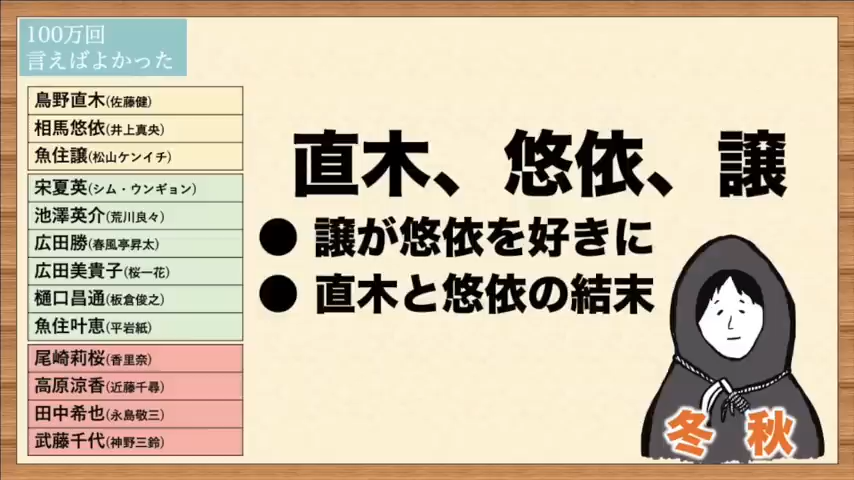 100万回
言えばよかった
鳥野直木(佐藤健)
相馬悠依(井上真央)
魚住譲(松山ケンイチ)
宋夏英(シム・ウンギョン)
池澤英介(荒川良々)
広田勝(春風亭昇太)
広田美貴子(桜一花)
樋口昌通(板倉俊之)
魚住叶恵(平岩紙)
尾崎莉桜(香里奈)
高原涼香(近藤千尋)
田中希也(永島敬三)
武藤千代(神野三鈴)
直木、悠依、譲
● 譲が悠依を好きに
● 直木と悠依の結末
冬 秋